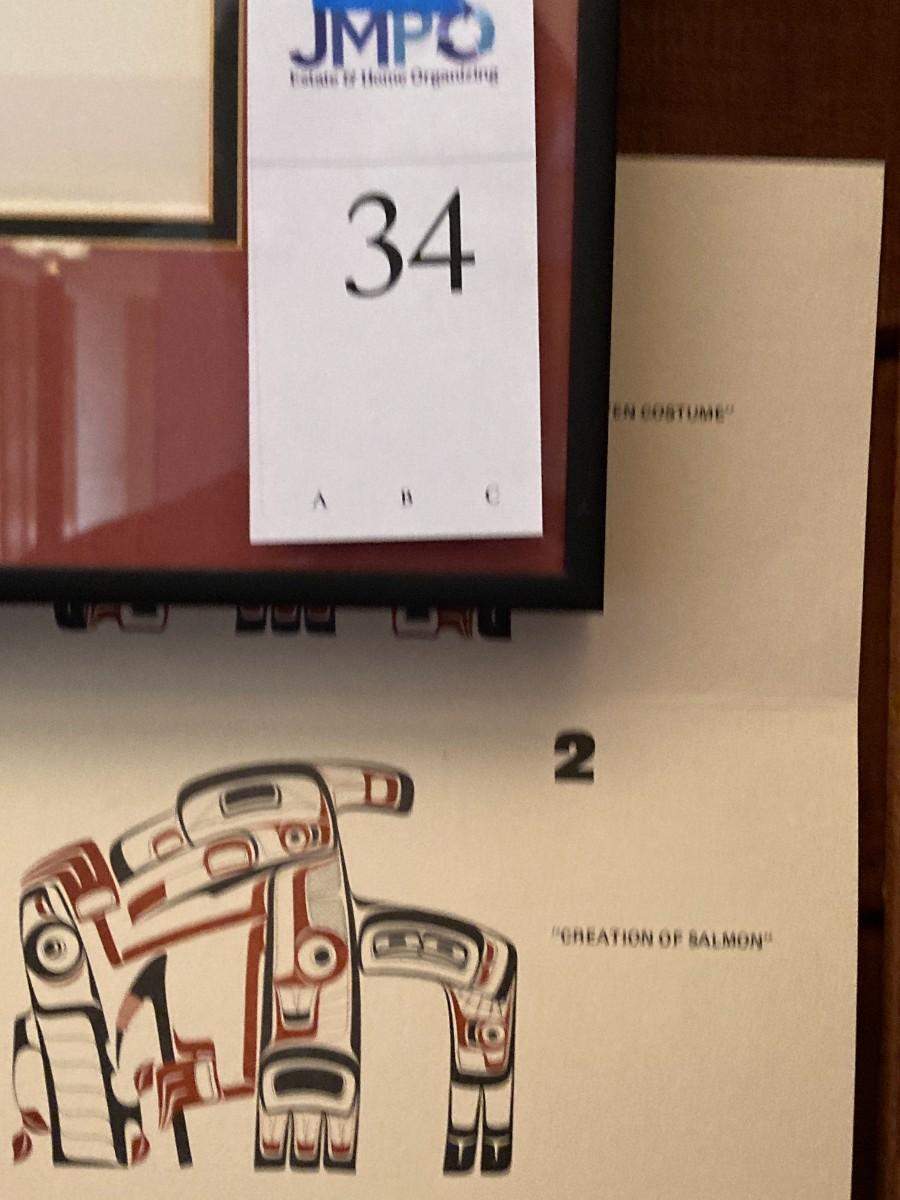 JMPO
Estate & Home Organizing
34
EN COSTUME"
A B C
2
"CREATION OF SALMON"